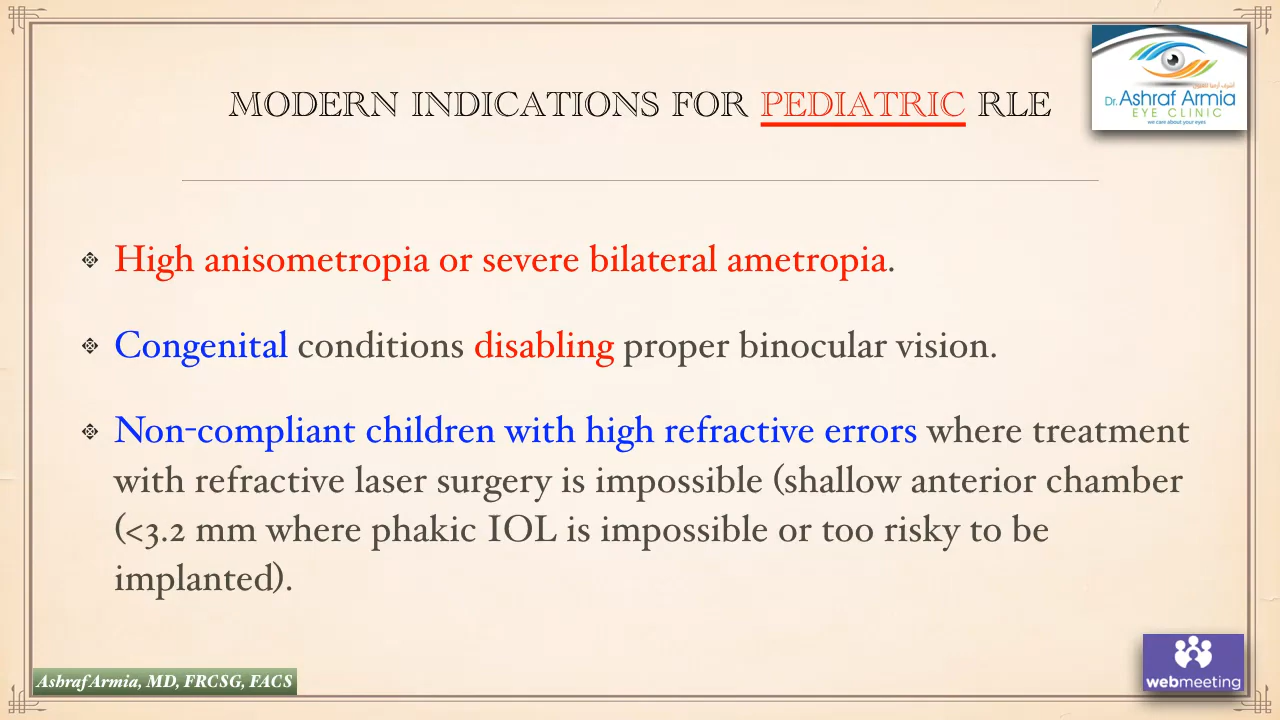 MODERN INDICATIONS FOR PEDIATRIC RLE
Dr. Ashraf Armia
EYE CLINIC
we care about your eyes
High anisometropia or severe bilateral ametropia.
Congenital conditions disabling proper binocular vision.
Non-compliant children with high refractive errors where treatment
with refractive laser surgery is impossible (shallow anterior chamber
(<3.2 mm where phakic IOL is impossible or too risky to be
implanted).
Ashraf Armia, MD, FRCSG, FACS
webmeeting